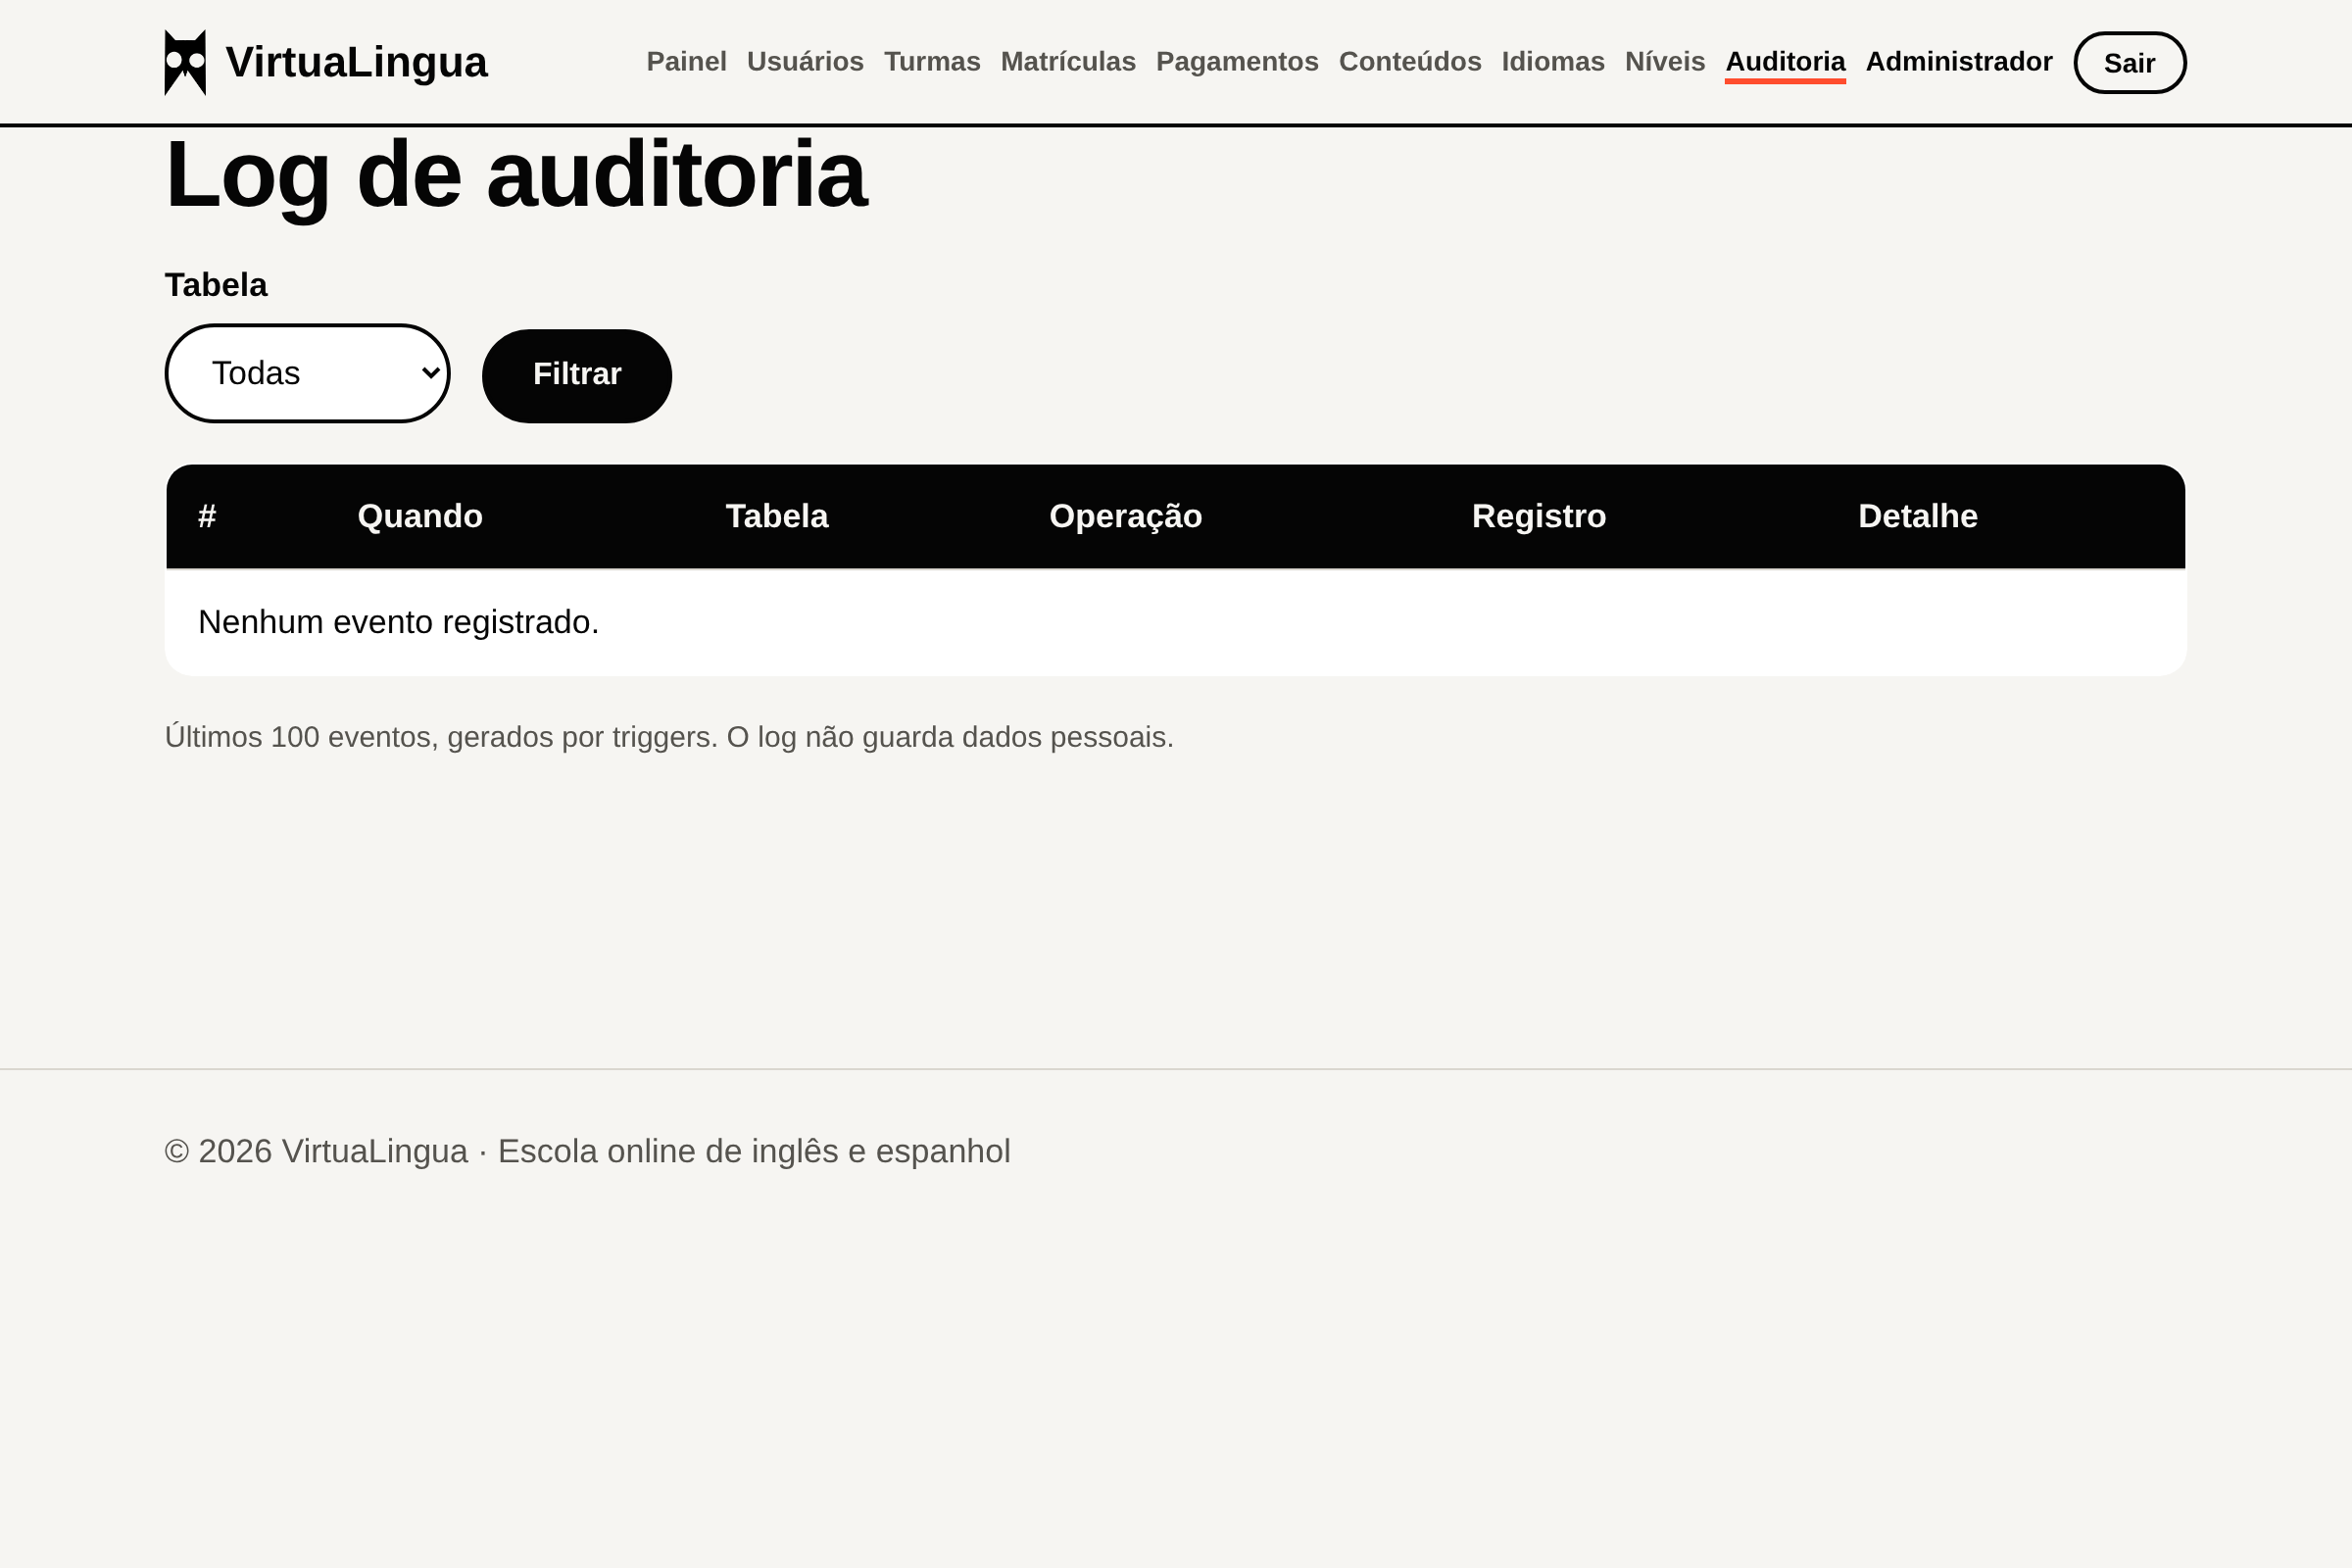 VirtuaLingua
Painel Usuários Turmas Matrículas Pagamentos Conteúdos Idiomas Níveis Auditoria Administrador Sair
Log de auditoria
Tabela
Todas
Filtrar
# Quando Tabela Operação Registro Detalhe
Nenhum evento registrado.
Últimos 100 eventos, gerados por triggers. O log não guarda dados pessoais.
© 2026 VirtuaLingua · Escola online de inglês e espanhol